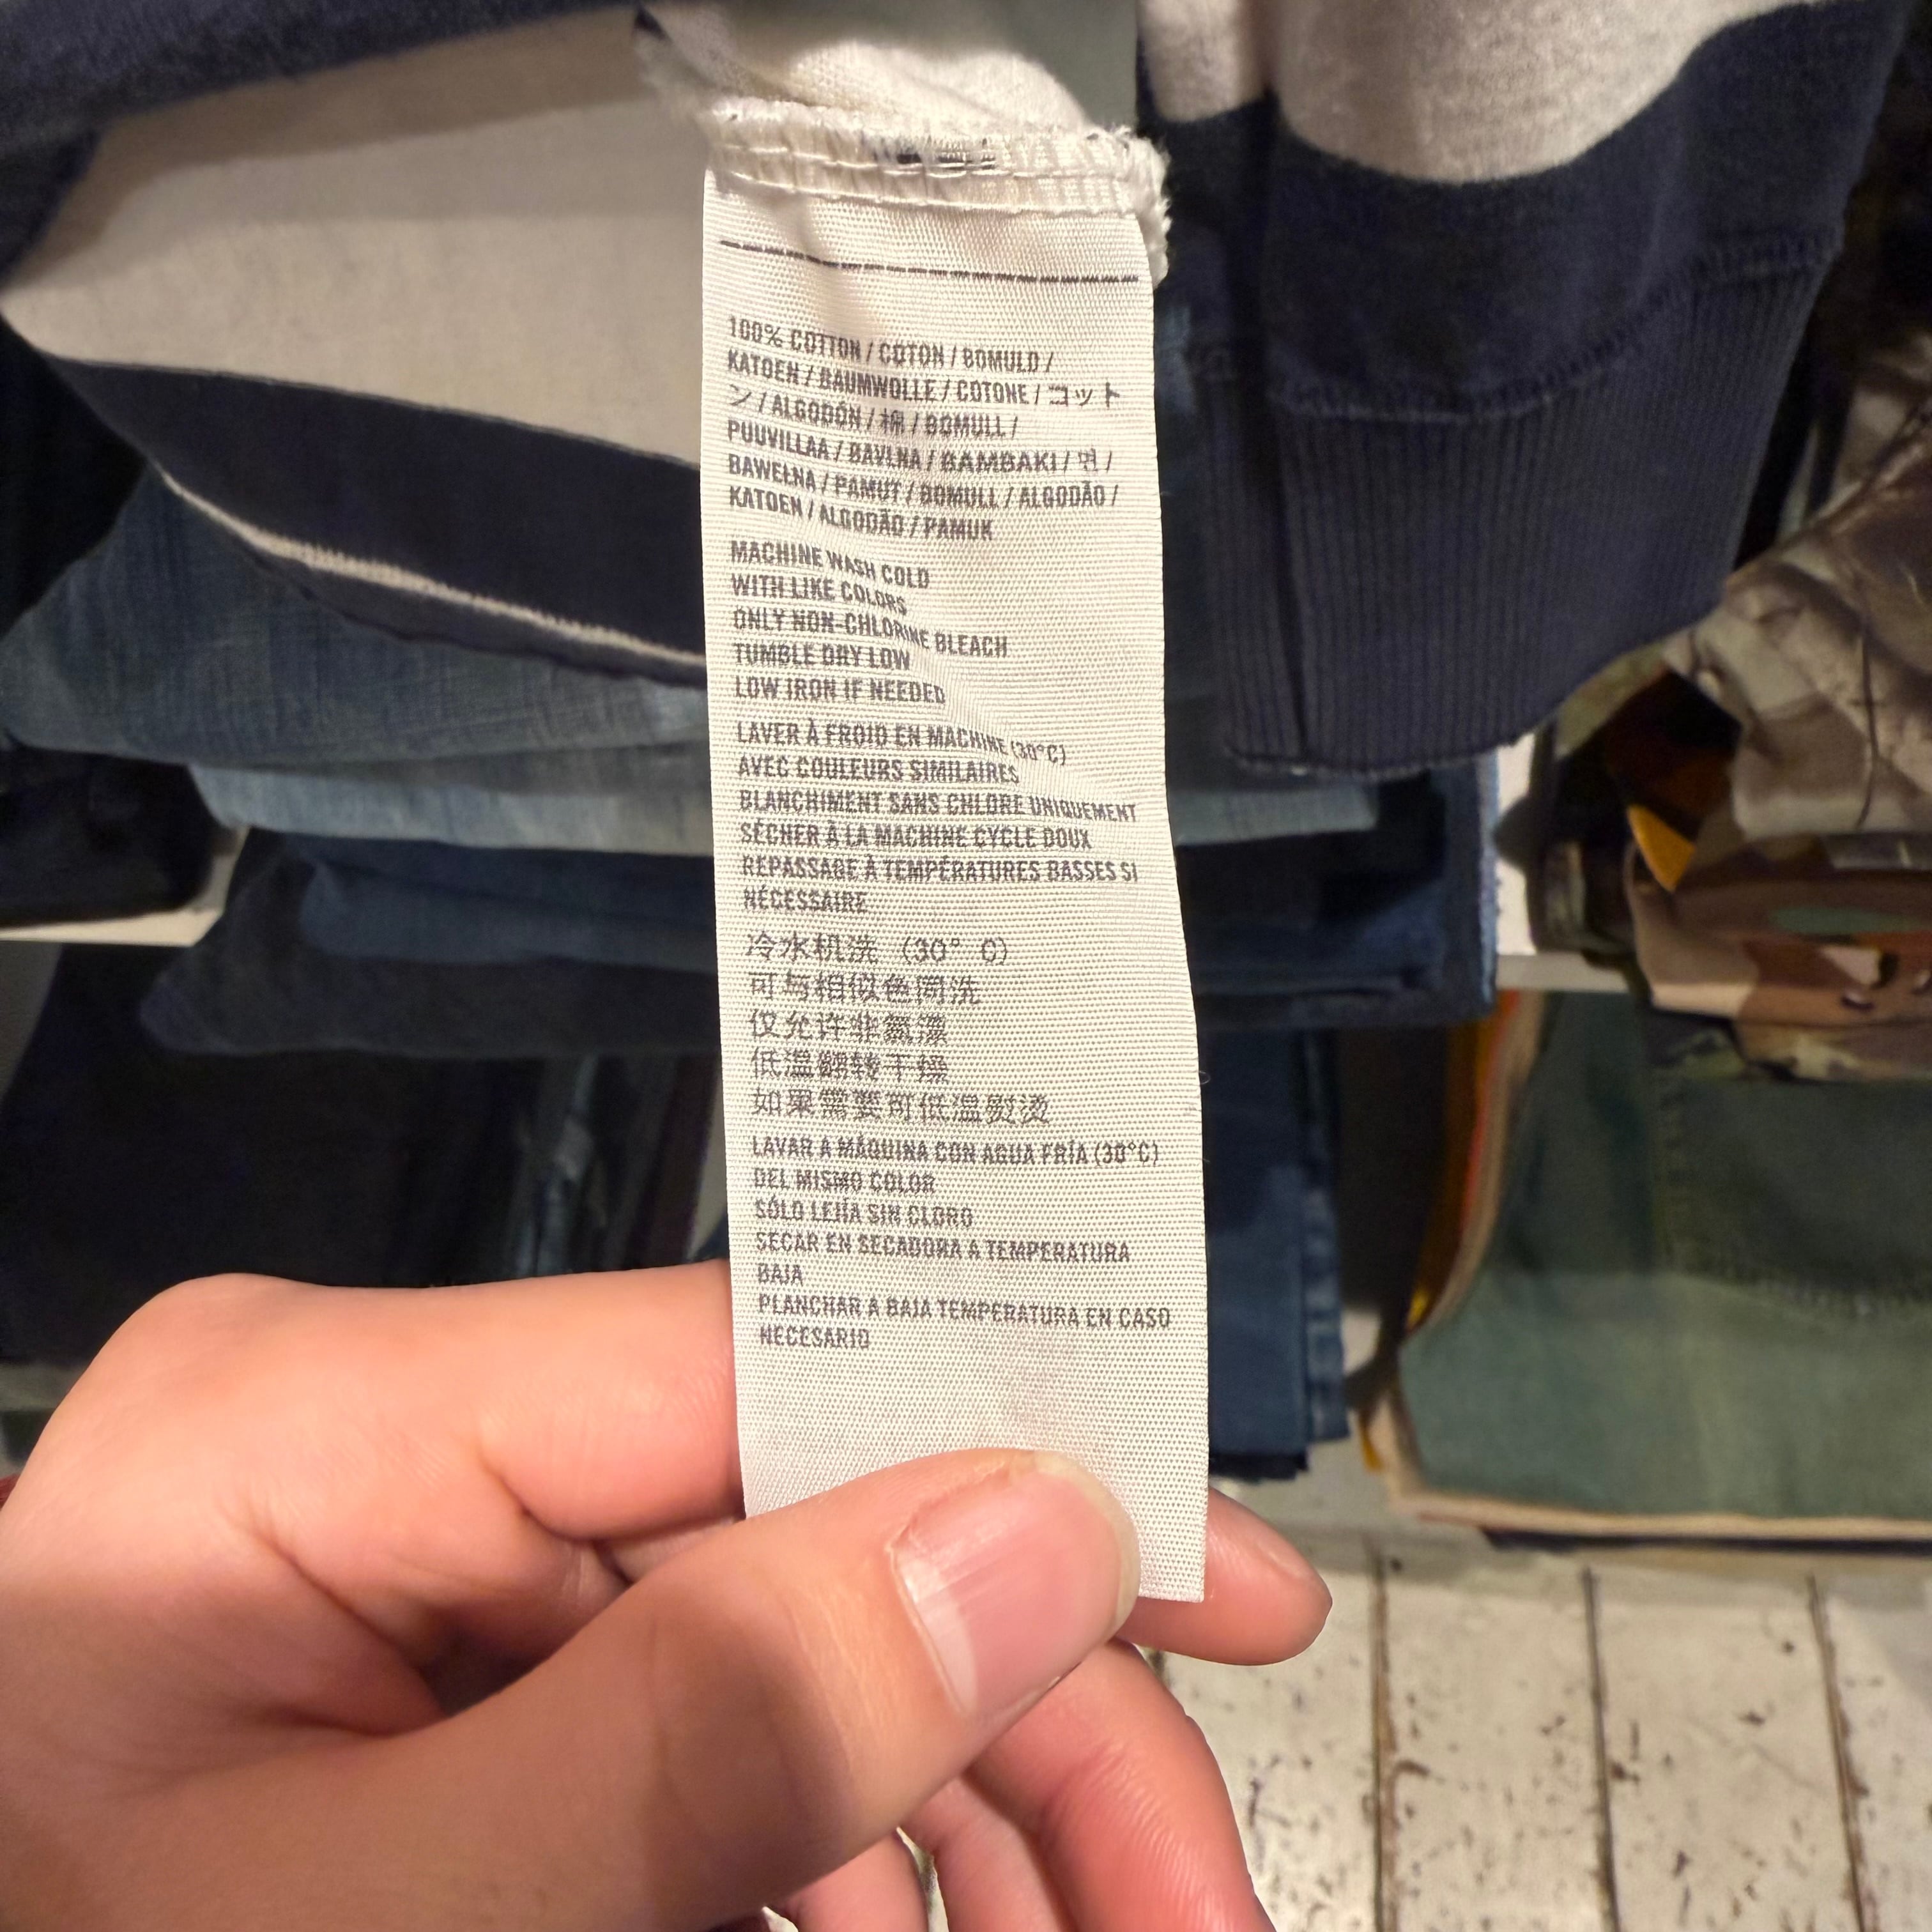 100% COTTON / COTON / BOMULD /
KATOEN / BAUMWOLLE / COTONE / コット
ン / ALGODÓN / 棉 / BOMULL /
PUUVILLAA / BAVLNA / BAMBAKI / 면 /
BAWEŁNA / PAMUT / BOMULL / ALGODÃO /
KATOEN / ALGODÃO / PAMUK
MACHINE WASH COLD
WITH LIKE COLORS
ONLY NON-CHLORINE BLEACH
TUMBLE DRY LOW
LOW IRON IF NEEDED
LAVER À FROID EN MACHINE (30°C)
AVEC COULEURS SIMILAIRES
BLANCHIMENT SANS CHLORE UNIQUEMENT
SÉCHER À LA MACHINE CYCLE DOUX
REPASSAGE À TEMPÉRATURES BASSES SI
NÉCESSAIRE
冷水机洗 (30° C)
可与相似色同洗
仅允许非氯漂
低温翻转干燥
如果需要可低温熨烫
LAVAR A MÁQUINA CON AGUA FRÍA (30°C)
DEL MISMO COLOR
SÓLO LEJÍA SIN CLORO
SECAR EN SECADORA A TEMPERATURA
BAJA
PLANCHAR A BAJA TEMPERATURA EN CASO
NECESARIO